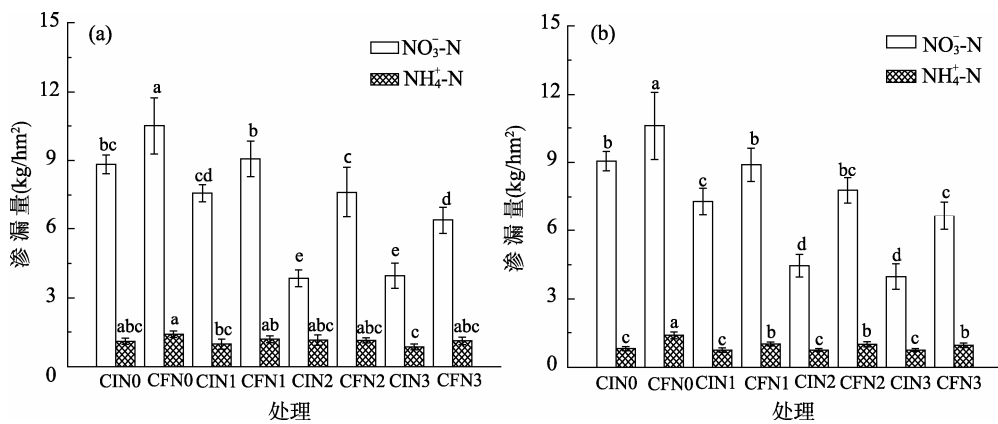 (a)
NO₃⁻-N
NH₄⁺-N
渗漏量(kg/hm²)
15
12
9
6
3
0
bc
a
cd
b
e
c
e
d
abc
a
bc
ab
abc
abc
c
abc
CIN0 CFN0 CIN1 CFN1 CIN2 CFN2 CIN3 CFN3
处理
(b)
NO₃⁻-N
NH₄⁺-N
渗漏量(kg/hm²)
15
12
9
6
3
0
b
a
c
b
d
bc
d
c
c
a
c
b
c
b
c
b
CIN0 CFN0 CIN1 CFN1 CIN2 CFN2 CIN3 CFN3
处理